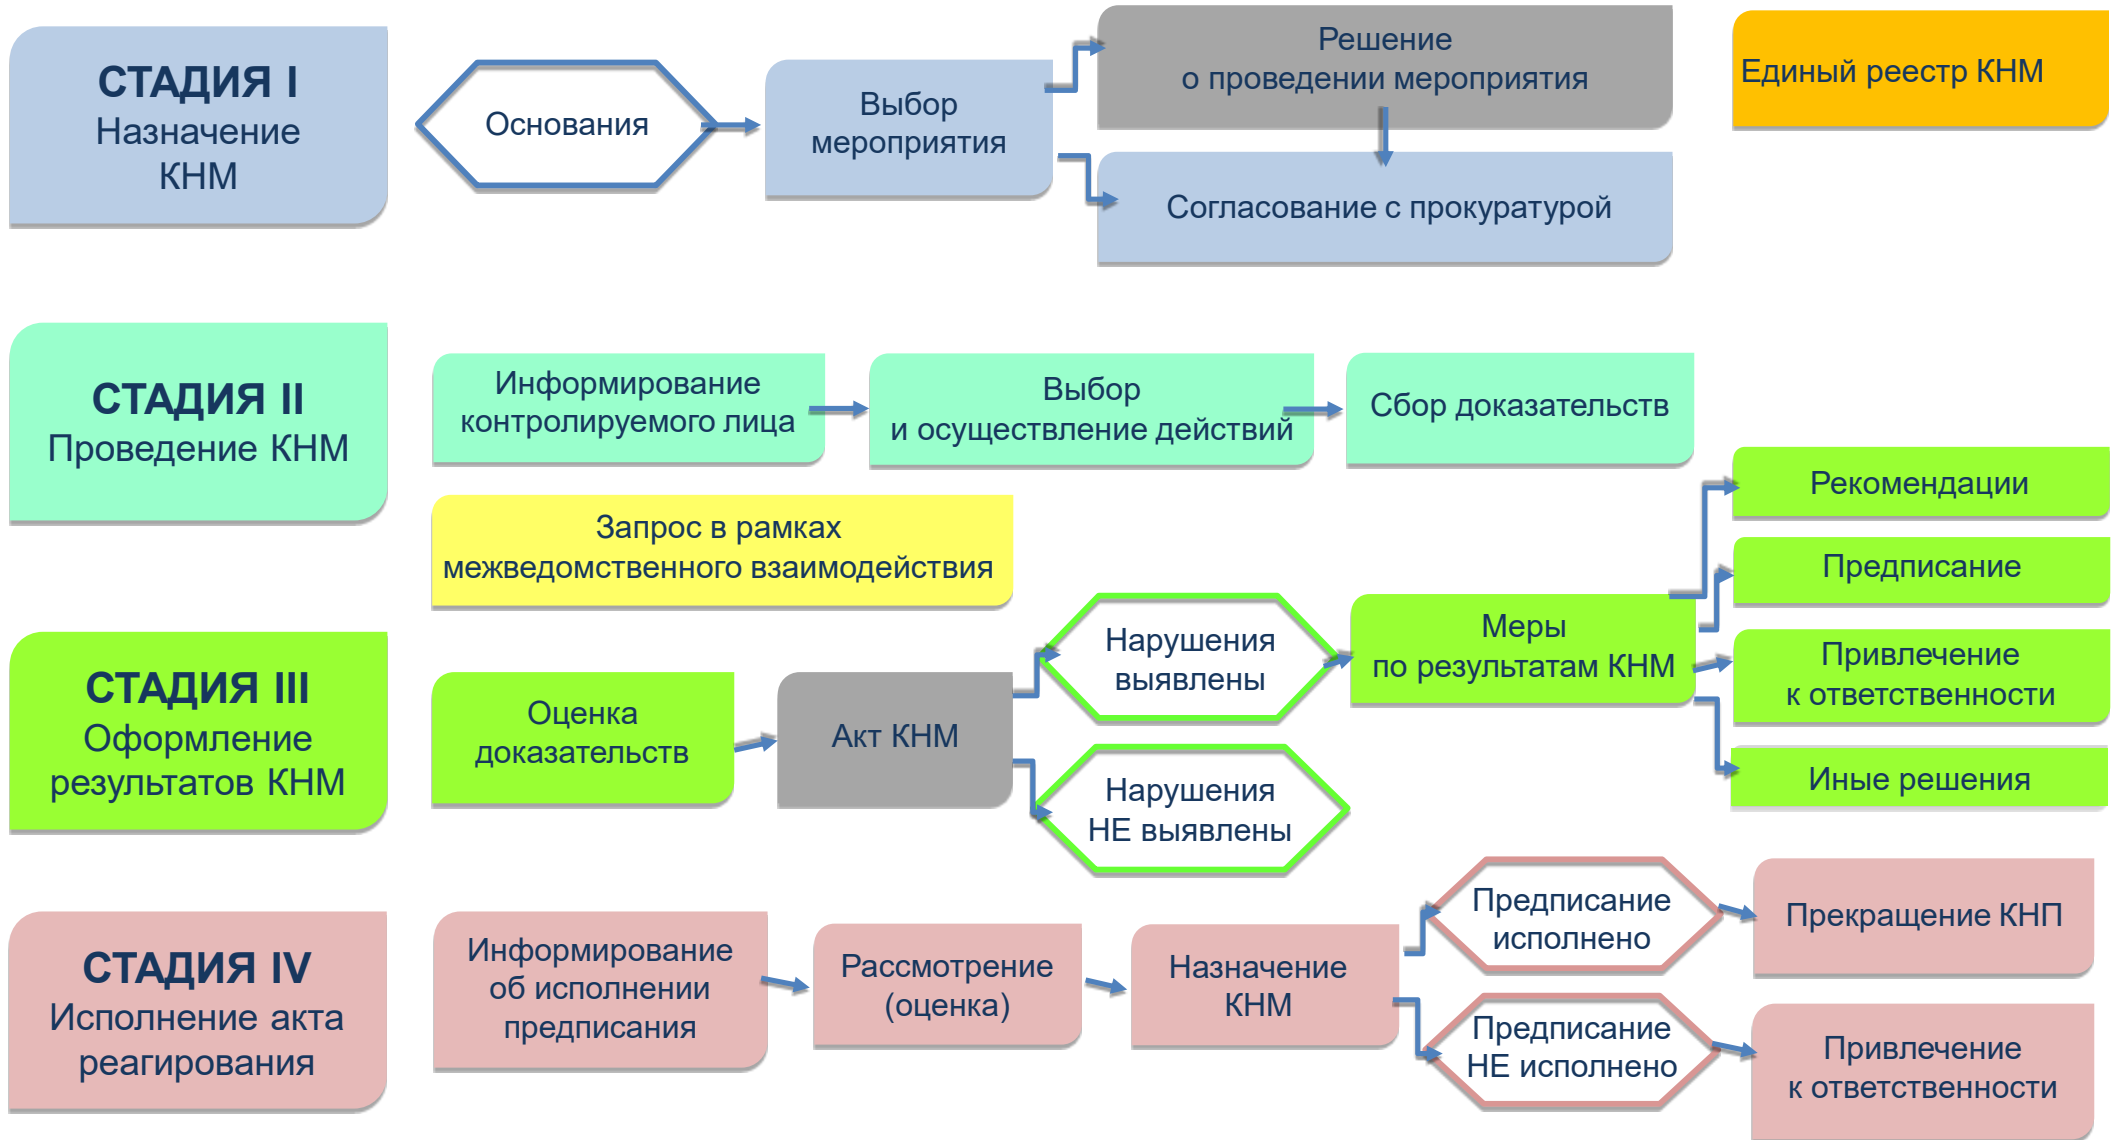 СТАДИЯ I
Назначение
КНМ
Основания
Выбор
мероприятия
Решение
о проведении мероприятия
Согласование с прокуратурой
Единый реестр КНМ
СТАДИЯ II
Проведение КНМ
Информирование
контролируемого лица
Выбор
и осуществление действий
Сбор доказательств
Запрос в рамках
межведомственного взаимодействия
СТАДИЯ III
Оформление
результатов КНМ
Оценка
доказательств
Акт КНМ
Нарушения
выявлены
Нарушения
НЕ выявлены
Меры
по результатам КНМ
Рекомендации
Предписание
Привлечение
к ответственности
Иные решения
СТАДИЯ IV
Исполнение акта
реагирования
Информирование
об исполнении
предписания
Рассмотрение
(оценка)
Назначение
КНМ
Предписание
исполнено
Предписание
НЕ исполнено
Прекращение КНП
Привлечение
к ответственности